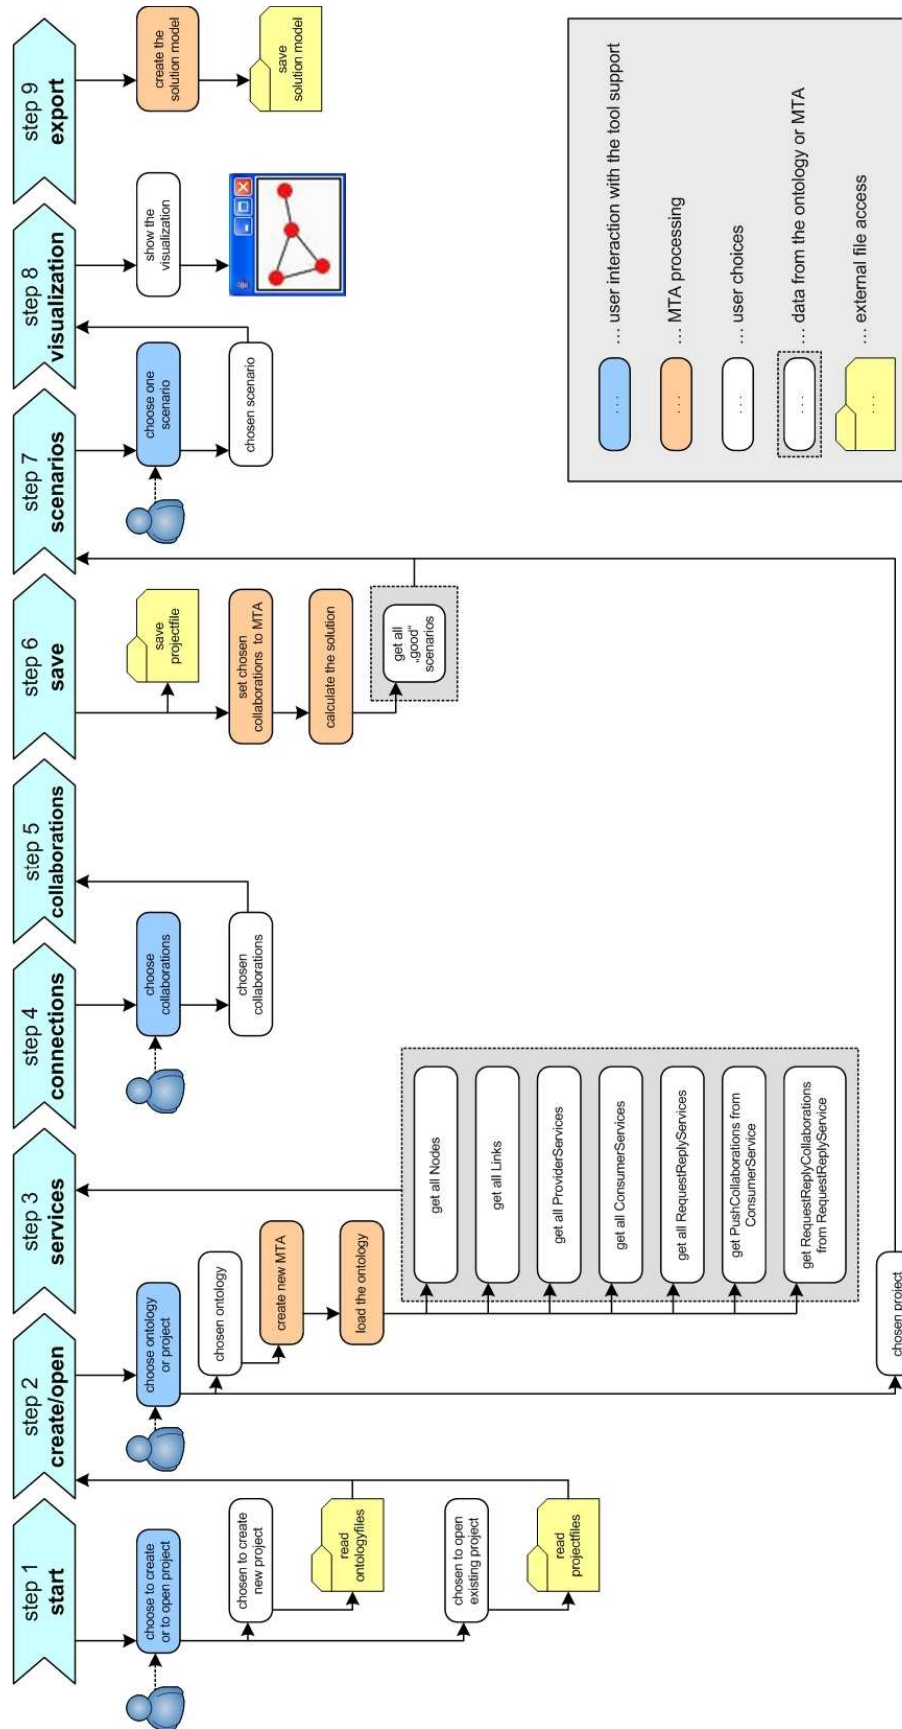 step 1
start
step 2
create/open
step 3
services
step 4
connections
step 5
collaborations
step 6
save
step 7
scenarios
step 8
visualization
step 9
export
choose to create
or to open project
chosen to create
new project
read
ontologyfiles
chosen to open
existing project
read
projectfiles
choose ontology
or project
chosen ontology
create new MTA
load the ontology
get all Nodes
get all Links
get all ProviderServices
get all ConsumerServices
get all RequestReplyServices
get PushCollaborations from
ConsumerService
get RequestReplyCollaborations
from RequestReplyService
chosen project
choose
collaborations
chosen
collaborations
save
projectfile
set chosen
collaborations to MTA
calculate the solution
get all
„good“
scenarios
choose one
scenario
chosen scenario
show the
visualization
create the
solution model
save
solution model
... … user interaction with the tool support
... … MTA processing
... … user choices
... … data from the ontology or MTA
... … external file access